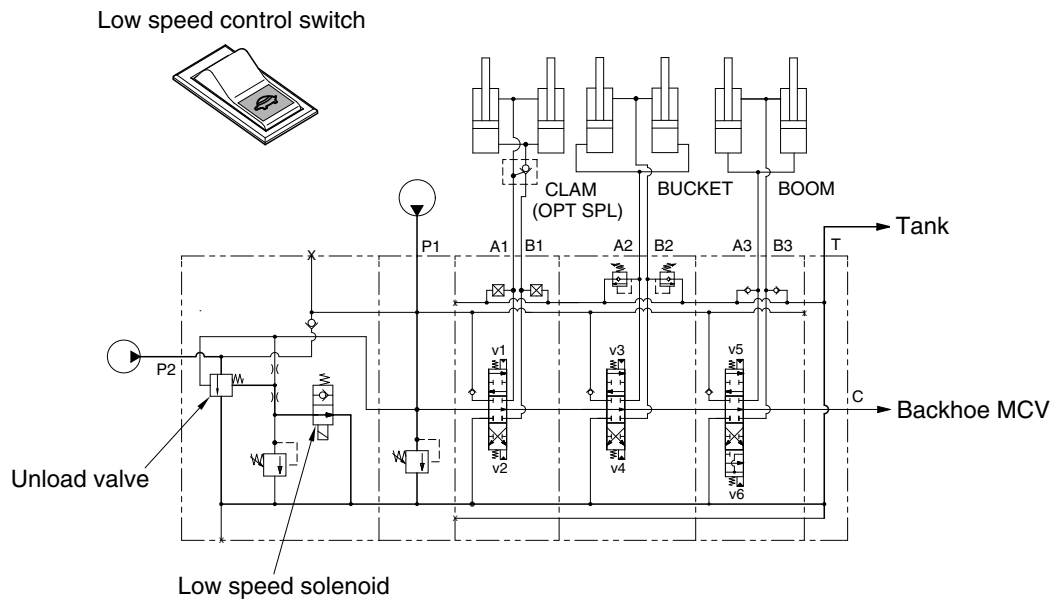 Low speed control switch
CLAM
(OPT SPL)
BUCKET
BOOM
P1
A1
B1
A2
B2
A3
B3
T
Tank
v1
v3
v5
P2
C
Backhoe MCV
Unload valve
v2
v4
v6
Low speed solenoid